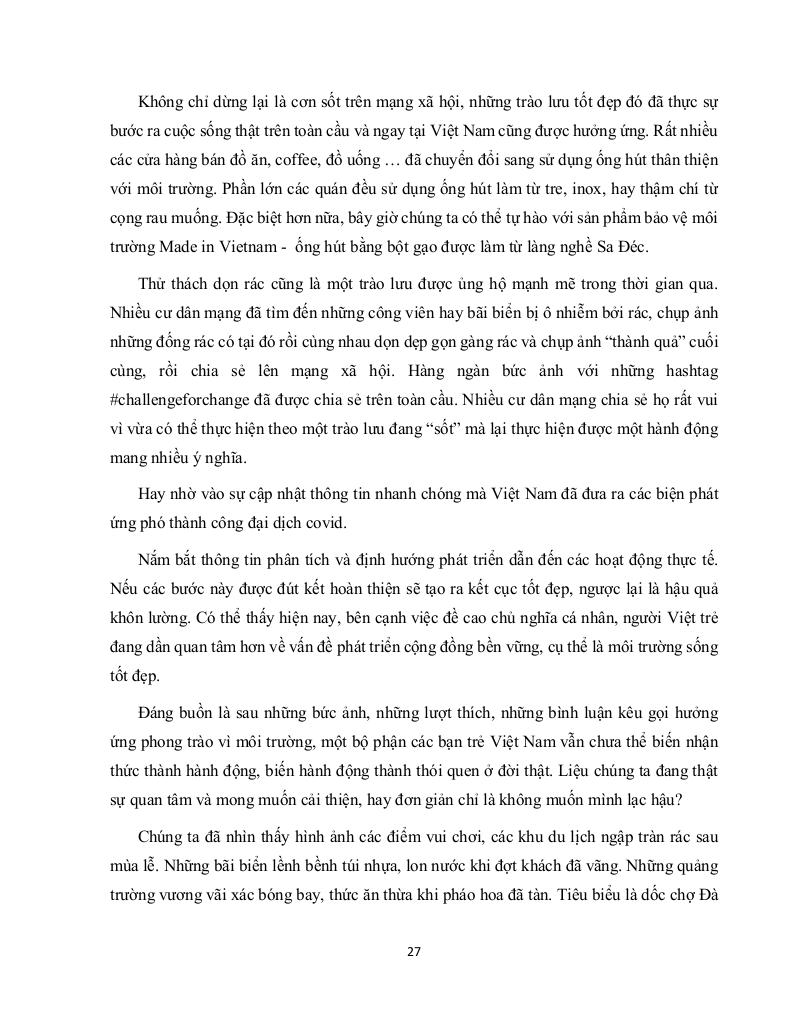 Không chỉ dừng lại là cơn sốt trên mạng xã hội, những trào lưu tốt đẹp đó đã thực sự
bước ra cuộc sống thật trên toàn cầu và ngay tại Việt Nam cũng được hưởng ứng. Rất nhiều
các cửa hàng bán đồ ăn, coffee, đồ uống … đã chuyển đổi sang sử dụng ống hút thân thiện
với môi trường. Phần lớn các quán đều sử dụng ống hút làm từ tre, inox, hay thậm chí từ
cọng rau muống. Đặc biệt hơn nữa, bây giờ chúng ta có thể tự hào với sản phẩm bảo vệ môi
trường Made in Vietnam - ống hút bằng bột gạo được làm từ làng nghề Sa Đéc.
Thử thách dọn rác cũng là một trào lưu được ủng hộ mạnh mẽ trong thời gian qua.
Nhiều cư dân mạng đã tìm đến những công viên hay bãi biển bị ô nhiễm bởi rác, chụp ảnh
những đống rác có tại đó rồi cùng nhau dọn dẹp gọn gàng rác và chụp ảnh “thành quả” cuối
cùng, rồi chia sẻ lên mạng xã hội. Hàng ngàn bức ảnh với những hashtag
#challengeforchange đã được chia sẻ trên toàn cầu. Nhiều cư dân mạng chia sẻ họ rất vui
vì vừa có thể thực hiện theo một trào lưu đang “sốt” mà lại thực hiện được một hành động
mang nhiều ý nghĩa.
Hay nhờ vào sự cập nhật thông tin nhanh chóng mà Việt Nam đã đưa ra các biện phát
ứng phó thành công đại dịch covid.
Nắm bắt thông tin phân tích và định hướng phát triển dẫn đến các hoạt động thực tế.
Nếu các bước này được đút kết hoàn thiện sẽ tạo ra kết cục tốt đẹp, ngược lại là hậu quả
khôn lường. Có thể thấy hiện nay, bên cạnh việc đề cao chủ nghĩa cá nhân, người Việt trẻ
đang dần quan tâm hơn về vấn đề phát triển cộng đồng bền vững, cụ thể là môi trường sống
tốt đẹp.
Đáng buồn là sau những bức ảnh, những lượt thích, những bình luận kêu gọi hưởng
ứng phong trào vì môi trường, một bộ phận các bạn trẻ Việt Nam vẫn chưa thể biến nhận
thức thành hành động, biến hành động thành thói quen ở đời thật. Liệu chúng ta đang thật
sự quan tâm và mong muốn cải thiện, hay đơn giản chỉ là không muốn mình lạc hậu?
Chúng ta đã nhìn thấy hình ảnh các điểm vui chơi, các khu du lịch ngập tràn rác sau
mùa lễ. Những bãi biển lềnh bềnh túi nhựa, lon nước khi đợt khách đã vãng. Những quảng
trường vương vãi xác bóng bay, thức ăn thừa khi pháo hoa đã tàn. Tiêu biểu là dốc chợ Đà
27